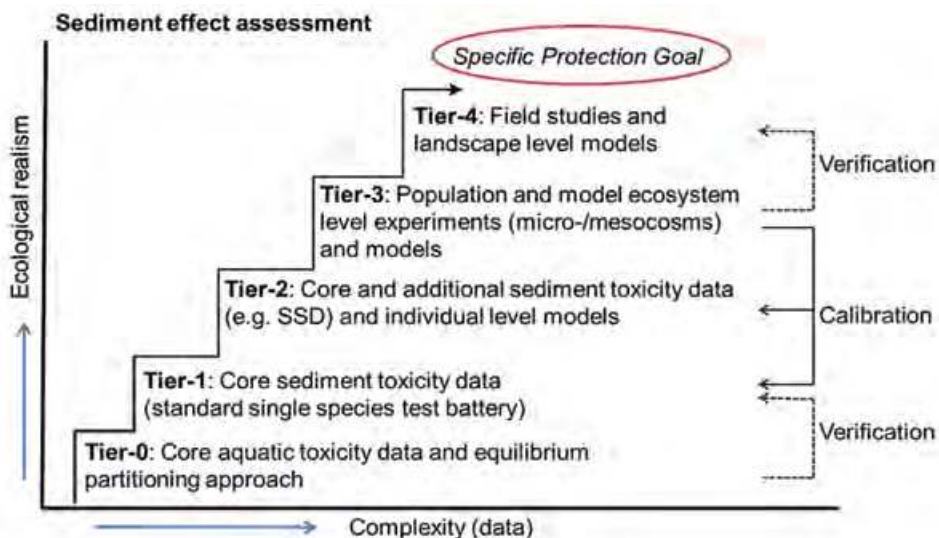 Sediment effect assessment
Specific Protection Goal
Tier-4: Field studies and
landscape level models
Verification
Tier-3: Population and model ecosystem
level experiments (micro-/mesocosms)
and models
Tier-2: Core and additional sediment toxicity data
(e.g. SSD) and individual level models
Calibration
Tier-1: Core sediment toxicity data
(standard single species test battery)
Verification
Tier-0: Core aquatic toxicity data and equilibrium
partitioning approach
Ecological realism
Complexity (data)